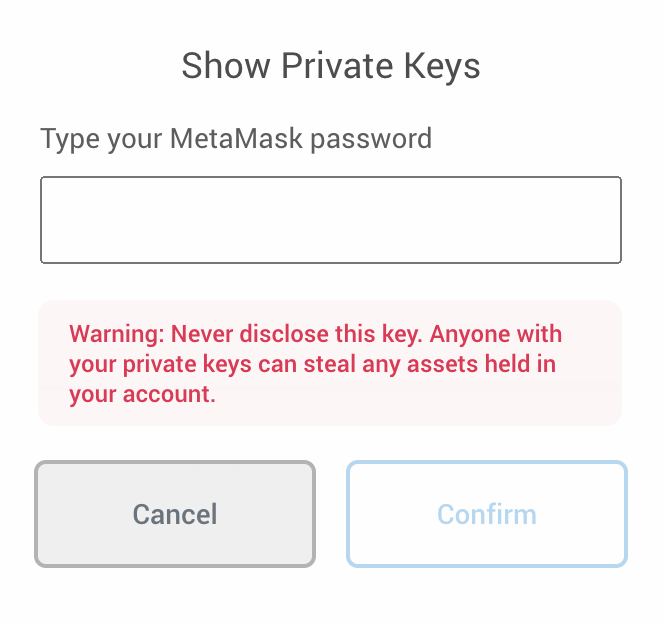 Show Private Keys
Type your MetaMask password
Warning: Never disclose this key. Anyone with
your private keys can steal any assets held in
your account.
Cancel
Confirm